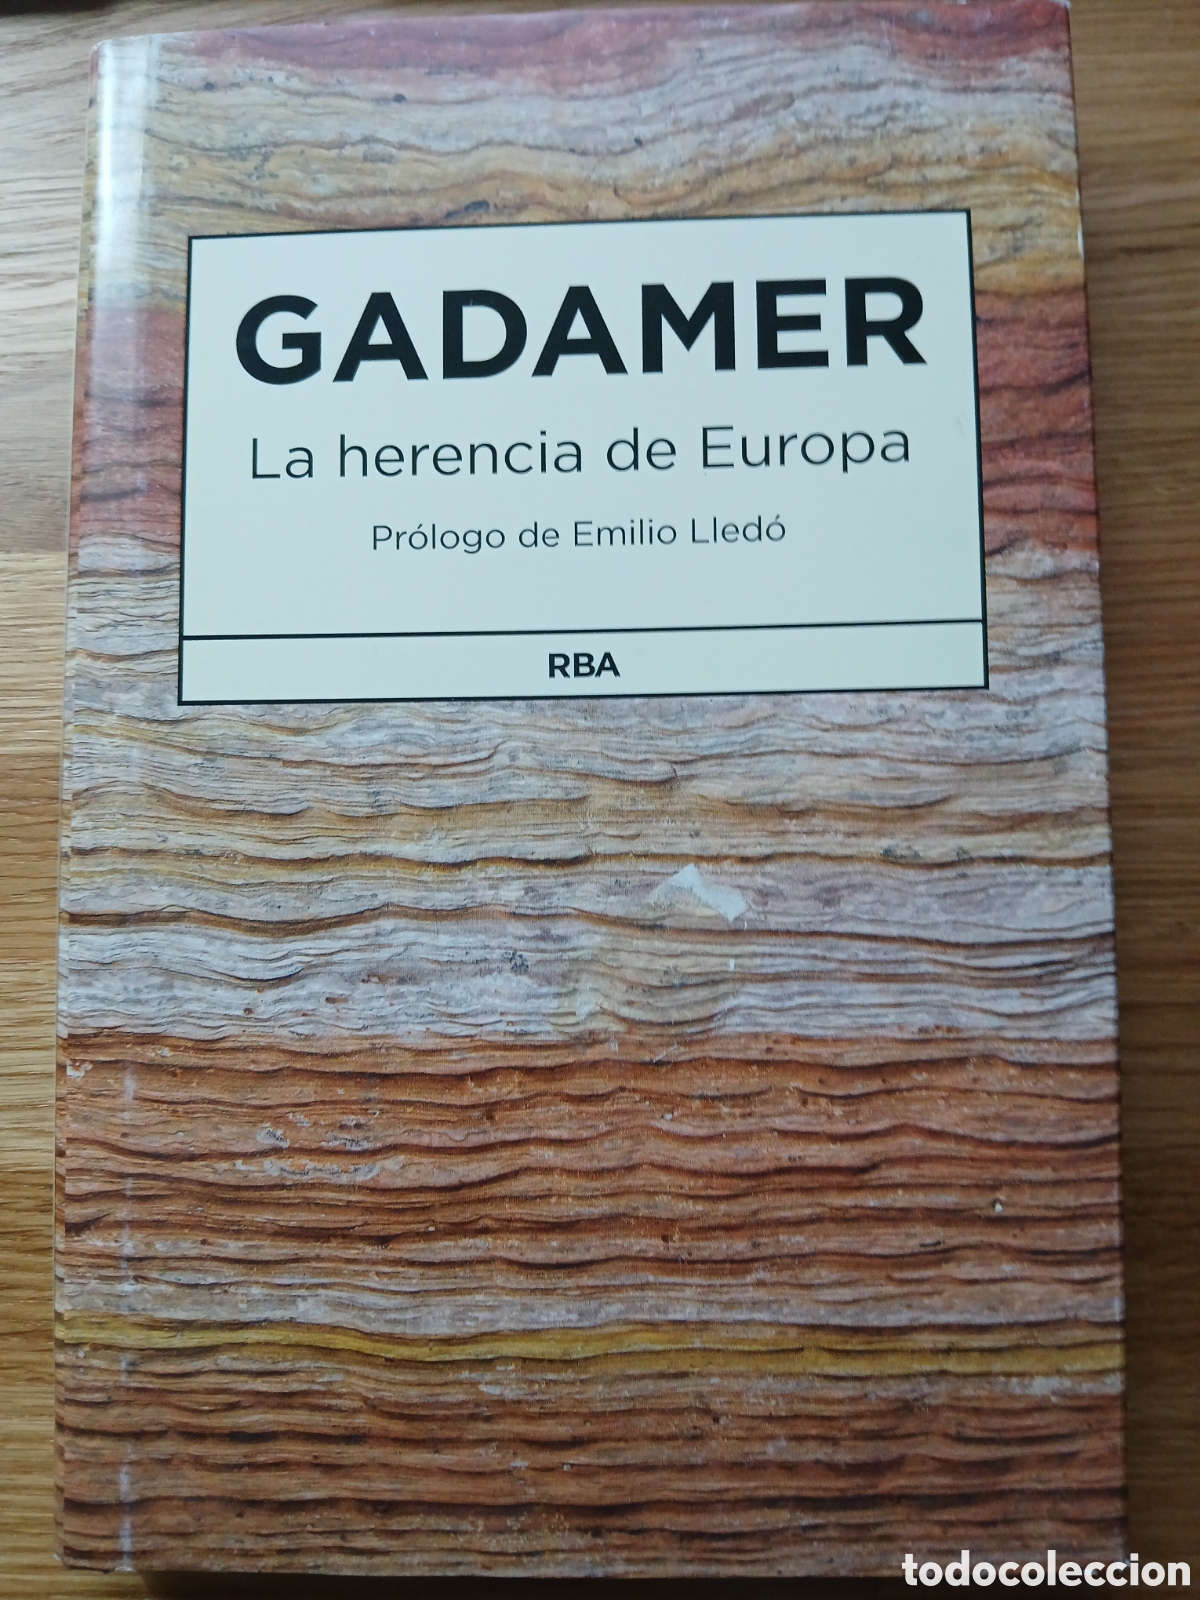 GADAMER
La herencia de Europa
Prólogo de Emilio Lledó
RBA
todocoleccion